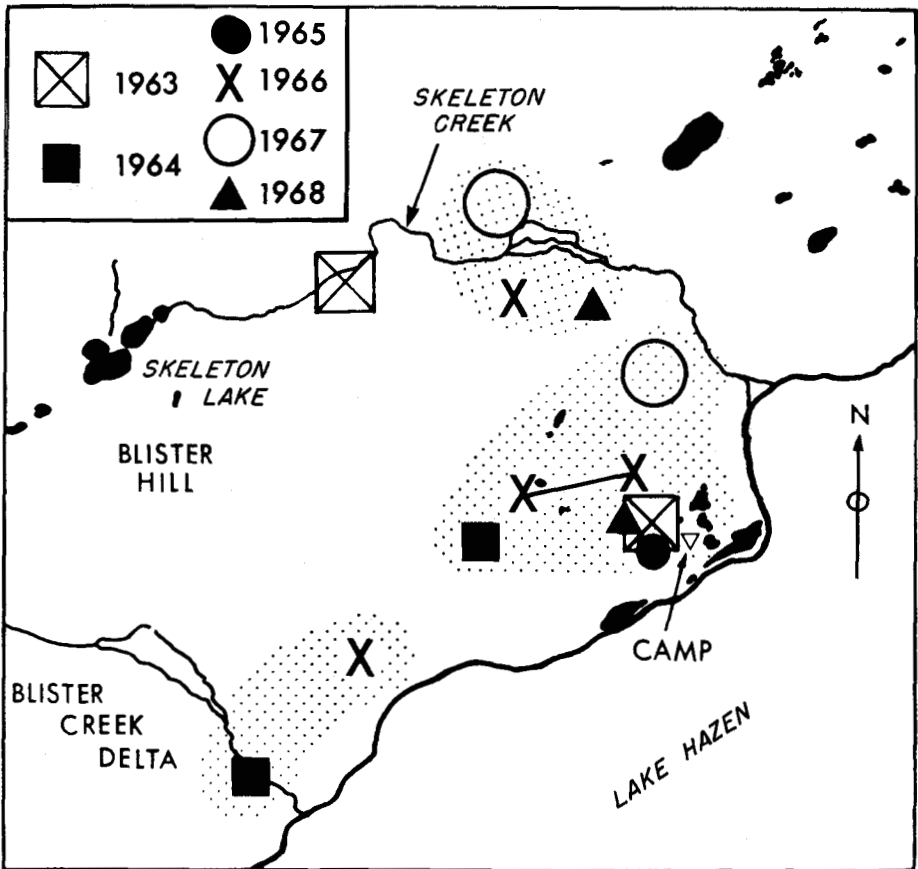 1963
1964
1965
1966
1967
1968
SKELETON
CREEK
SKELETON
LAKE
BLISTER
HILL
N
CAMP
BLISTER
CREEK
DELTA
LAKE HAZEN